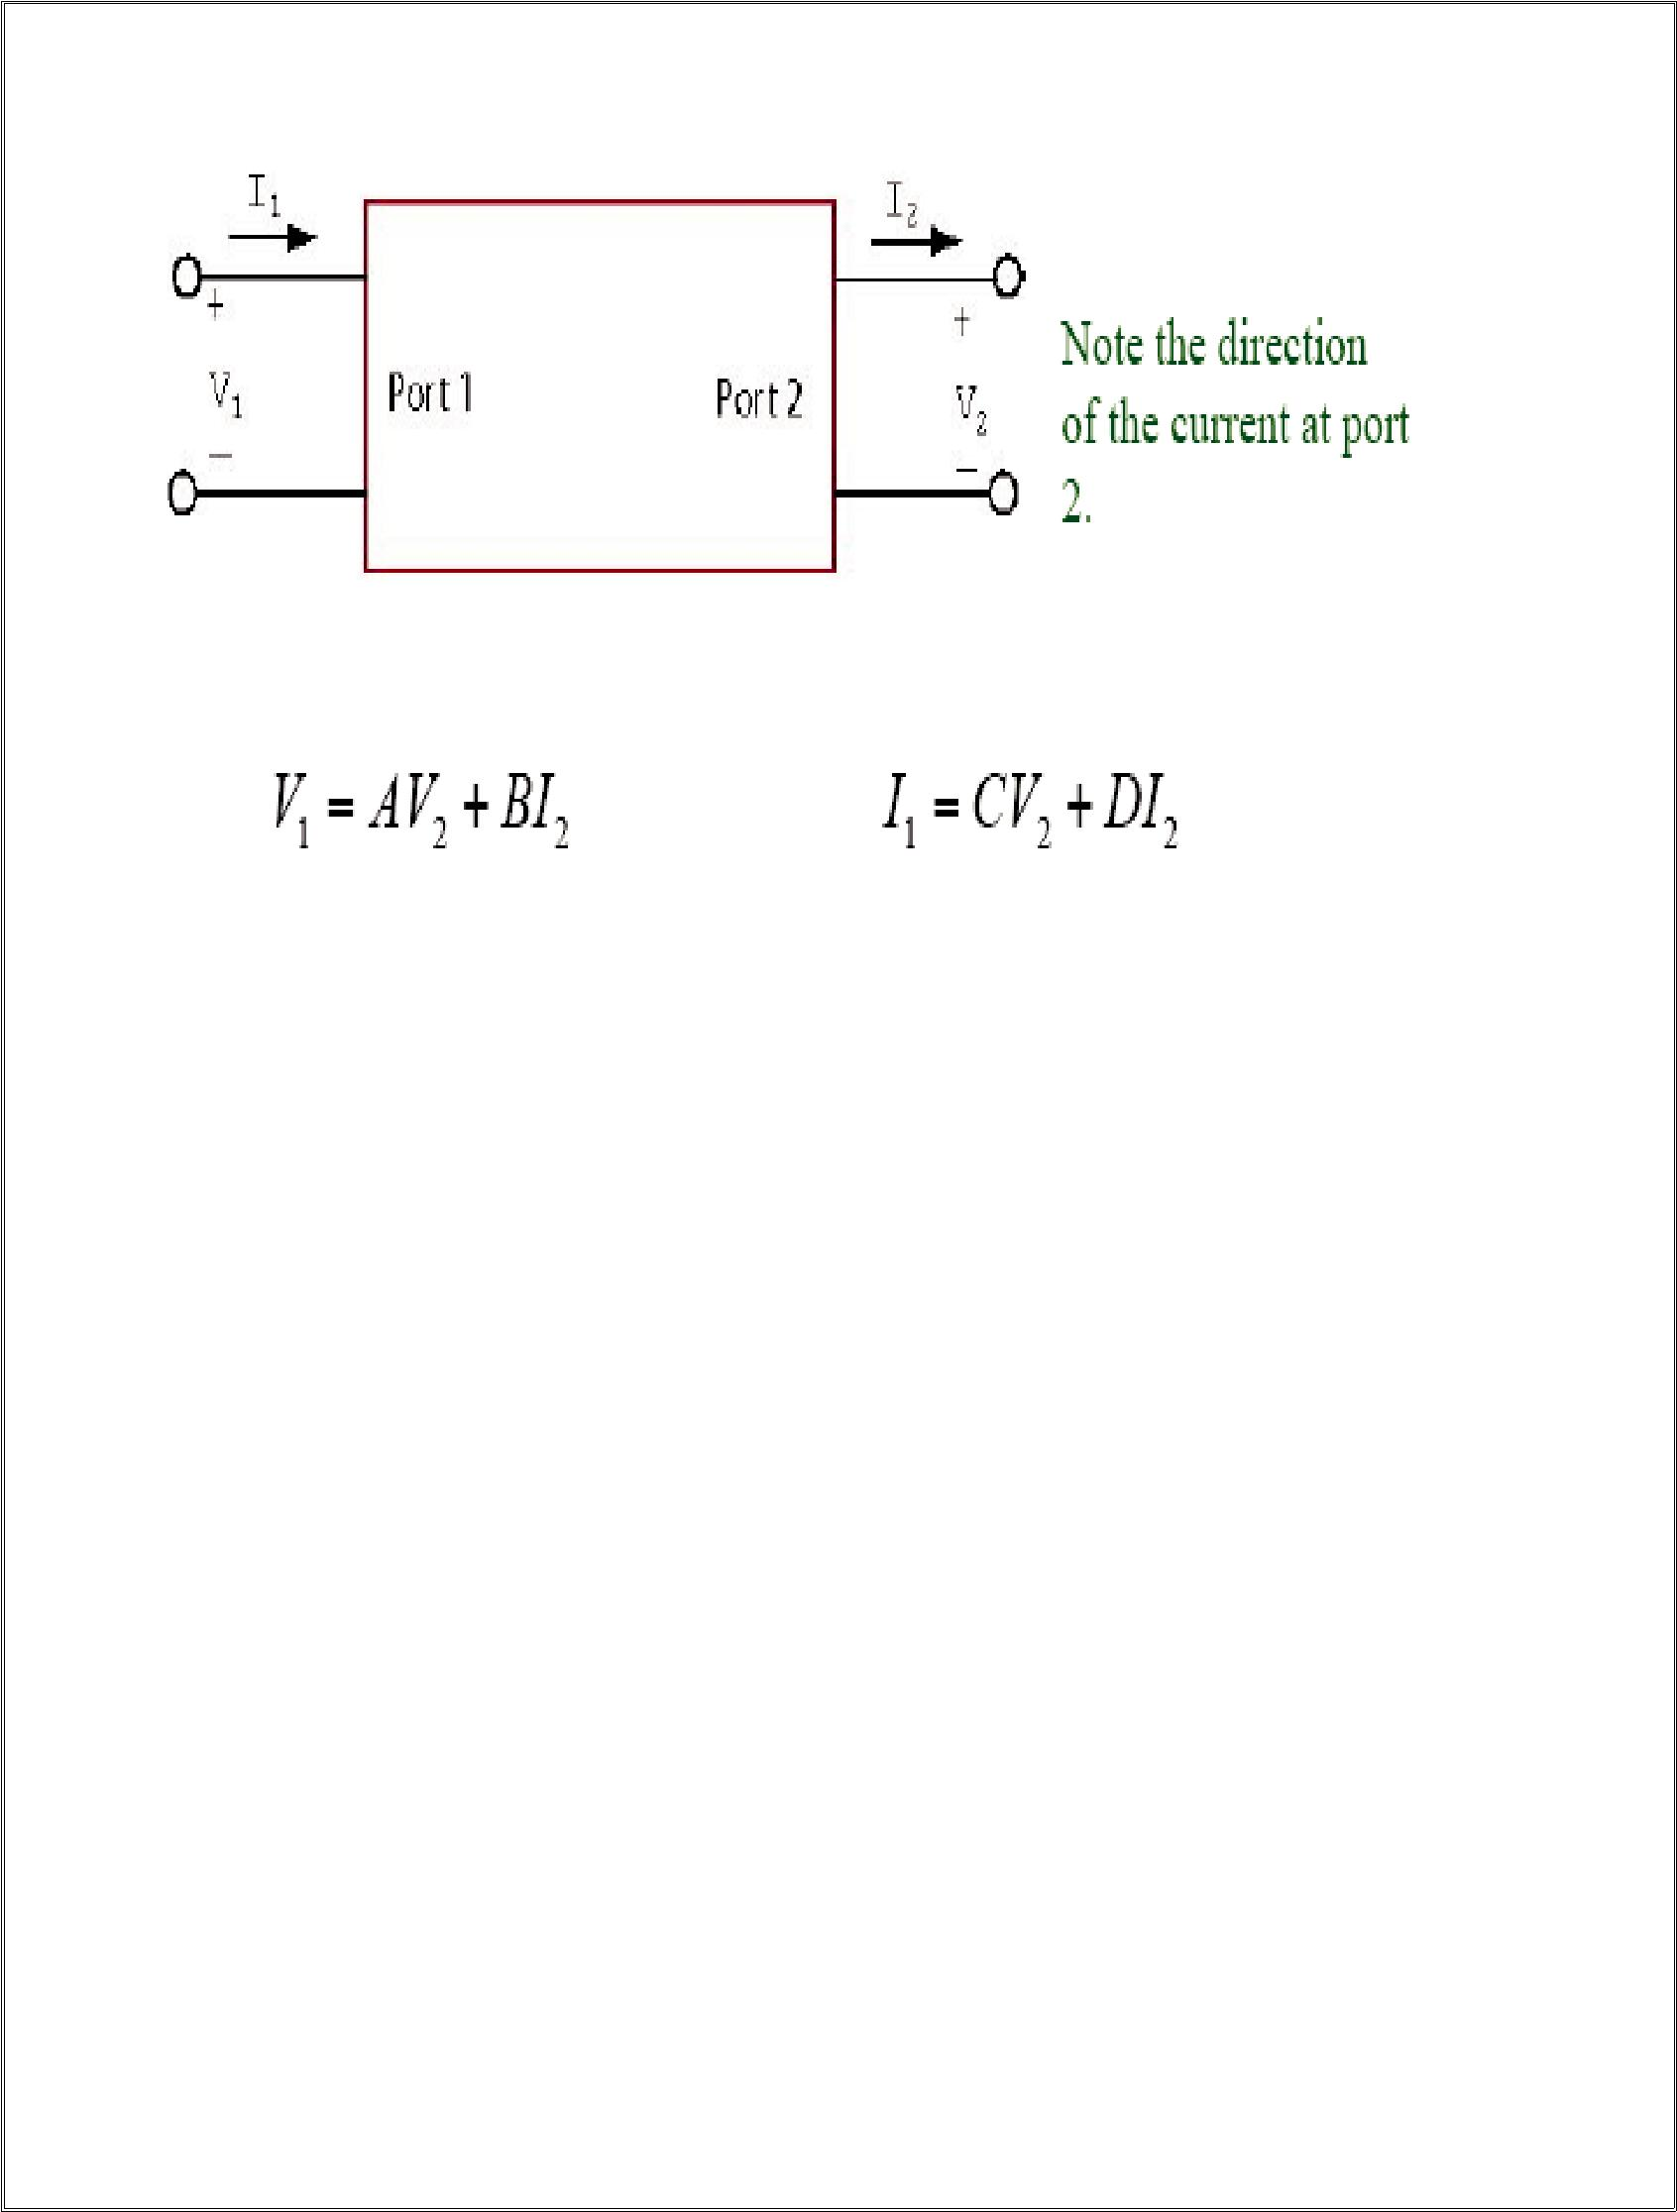 I₁
I₂
+
+
Note the direction
V₁
Port 1
Port 2
V₂
of the current at port
−
−
2.
V₁ = AV₂ + BI₂
I₁ = CV₂ + DI₂